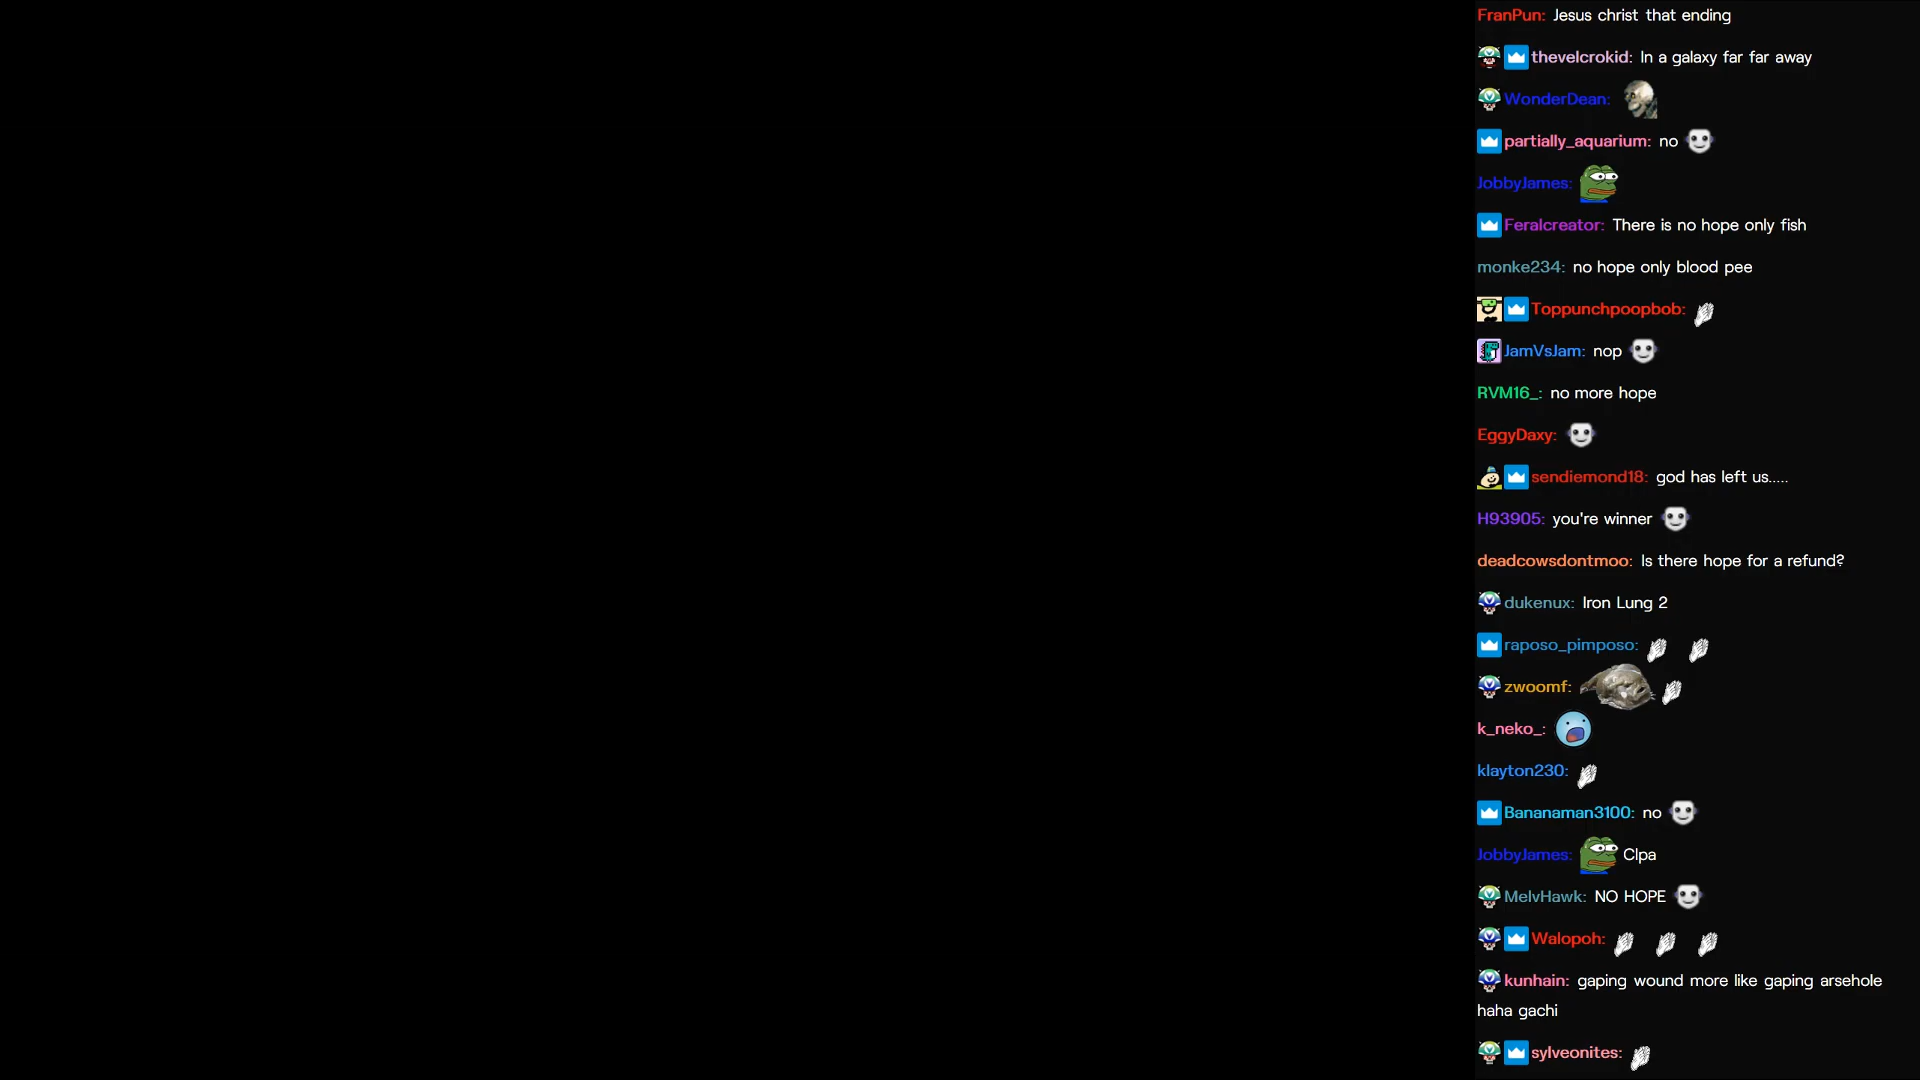 FranPun: Jesus christ that ending
thevelcrokid: In a galaxy far far away
WonderDean:
partially_aquarium: no
JobbyJames:
Feralcreator: There is no hope only fish
monke234: no hope only blood pee
Toppunchpoopbob:
JamVsJam: nop
RVM16_: no more hope
EggyDaxy:
sendiemond18: god has left us.....
H93905: you're winner
deadcowsdontmoo: Is there hope for a refund?
dukenux: Iron Lung 2
raposo_pimposo:
zwoomf:
k_neko_:
klayton230:
Bananaman3100: no
JobbyJames: Clpa
MelvHawk: NO HOPE
Walopoh:
kunhain: gaping wound more like gaping arsehole
haha gachi
sylveonites: